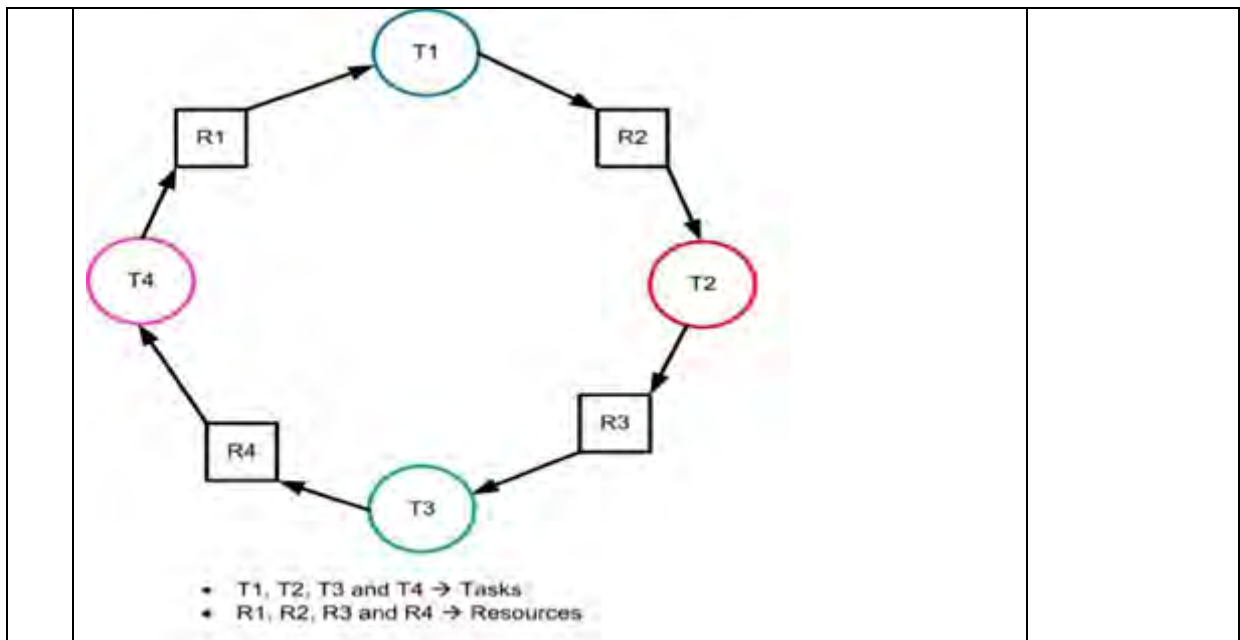 T1
R1
R2
T4
T2
R3
R4
T3
• T1, T2, T3 and T4 → Tasks
• R1, R2, R3 and R4 → Resources